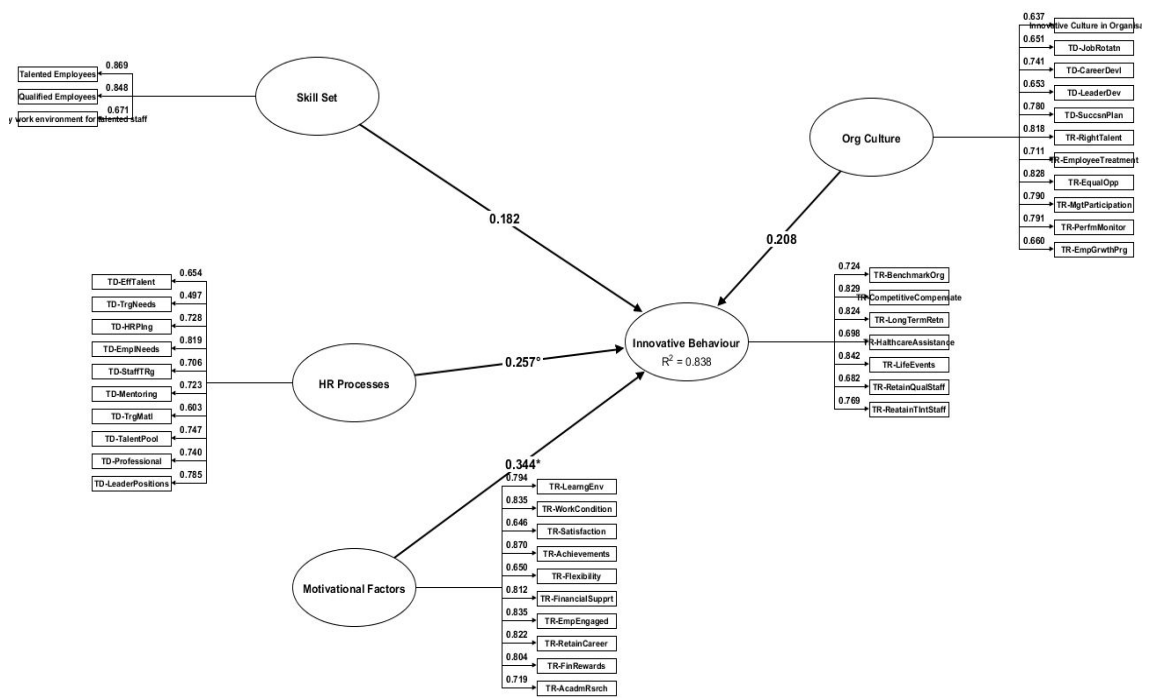 0.869
Talented Employees
0.848
Qualified Employees
0.671
y work environment for talented staff
Skill Set
0.182
0.637
Innovative Culture in Organisa
0.651
TD-JobRotatn
0.741
TD-CareerDevl
0.653
TD-LeaderDev
0.780
TD-SuccsnPlan
0.818
TR-RightTalent
0.711
TR-EmployeeTreatment
0.828
TR-EqualOpp
0.790
TR-MgtParticipation
0.791
TR-PerfmMonitor
0.660
TR-EmpGrwthPrg
Org Culture
0.208
0.654
TD-EffTalent
0.497
TD-TrgNeeds
0.728
TD-HRPlng
0.819
TD-EmplNeeds
0.706
TD-StaffTRg
0.723
TD-Mentoring
0.603
TD-TrgMatl
0.747
TD-TalentPool
0.740
TD-Professional
0.785
TD-LeaderPositions
HR Processes
0.257°
Innovative Behaviour
R² = 0.838
0.724
TR-BenchmarkOrg
0.829
TR-CompetitiveCompensate
0.824
TR-LongTermRetn
0.698
TR-HealthcareAssistance
0.842
TR-LifeEvents
0.682
TR-RetainQualStaff
0.769
TR-ReatainTlntStaff
0.344*
Motivational Factors
0.794
TR-LearngEnv
0.835
TR-WorkCondition
0.646
TR-Satisfaction
0.870
TR-Achievements
0.650
TR-Flexibility
0.812
TR-FinancialSupprt
0.835
TR-EmpEngaged
0.822
TR-RetainCareer
0.804
TR-FinRewards
0.719
TR-AcadmRsrch